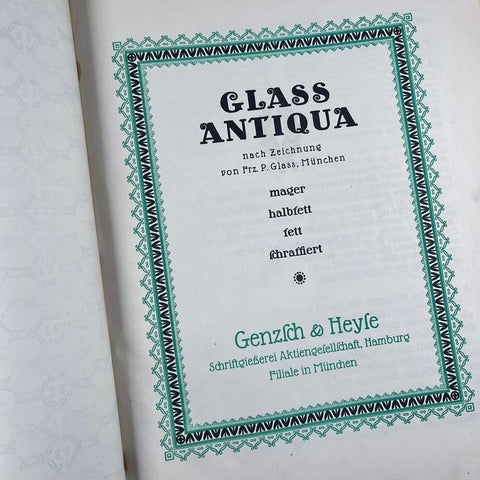 GLASS
ANTIQUA
nach Zeichnung
von Frz. P. Glass, München
mager
halbfett
fett
ſchraffiert
Genzſch & Heyſe
Schriftgießerei Aktiengeſellſchaft, Hamburg
Filiale in München